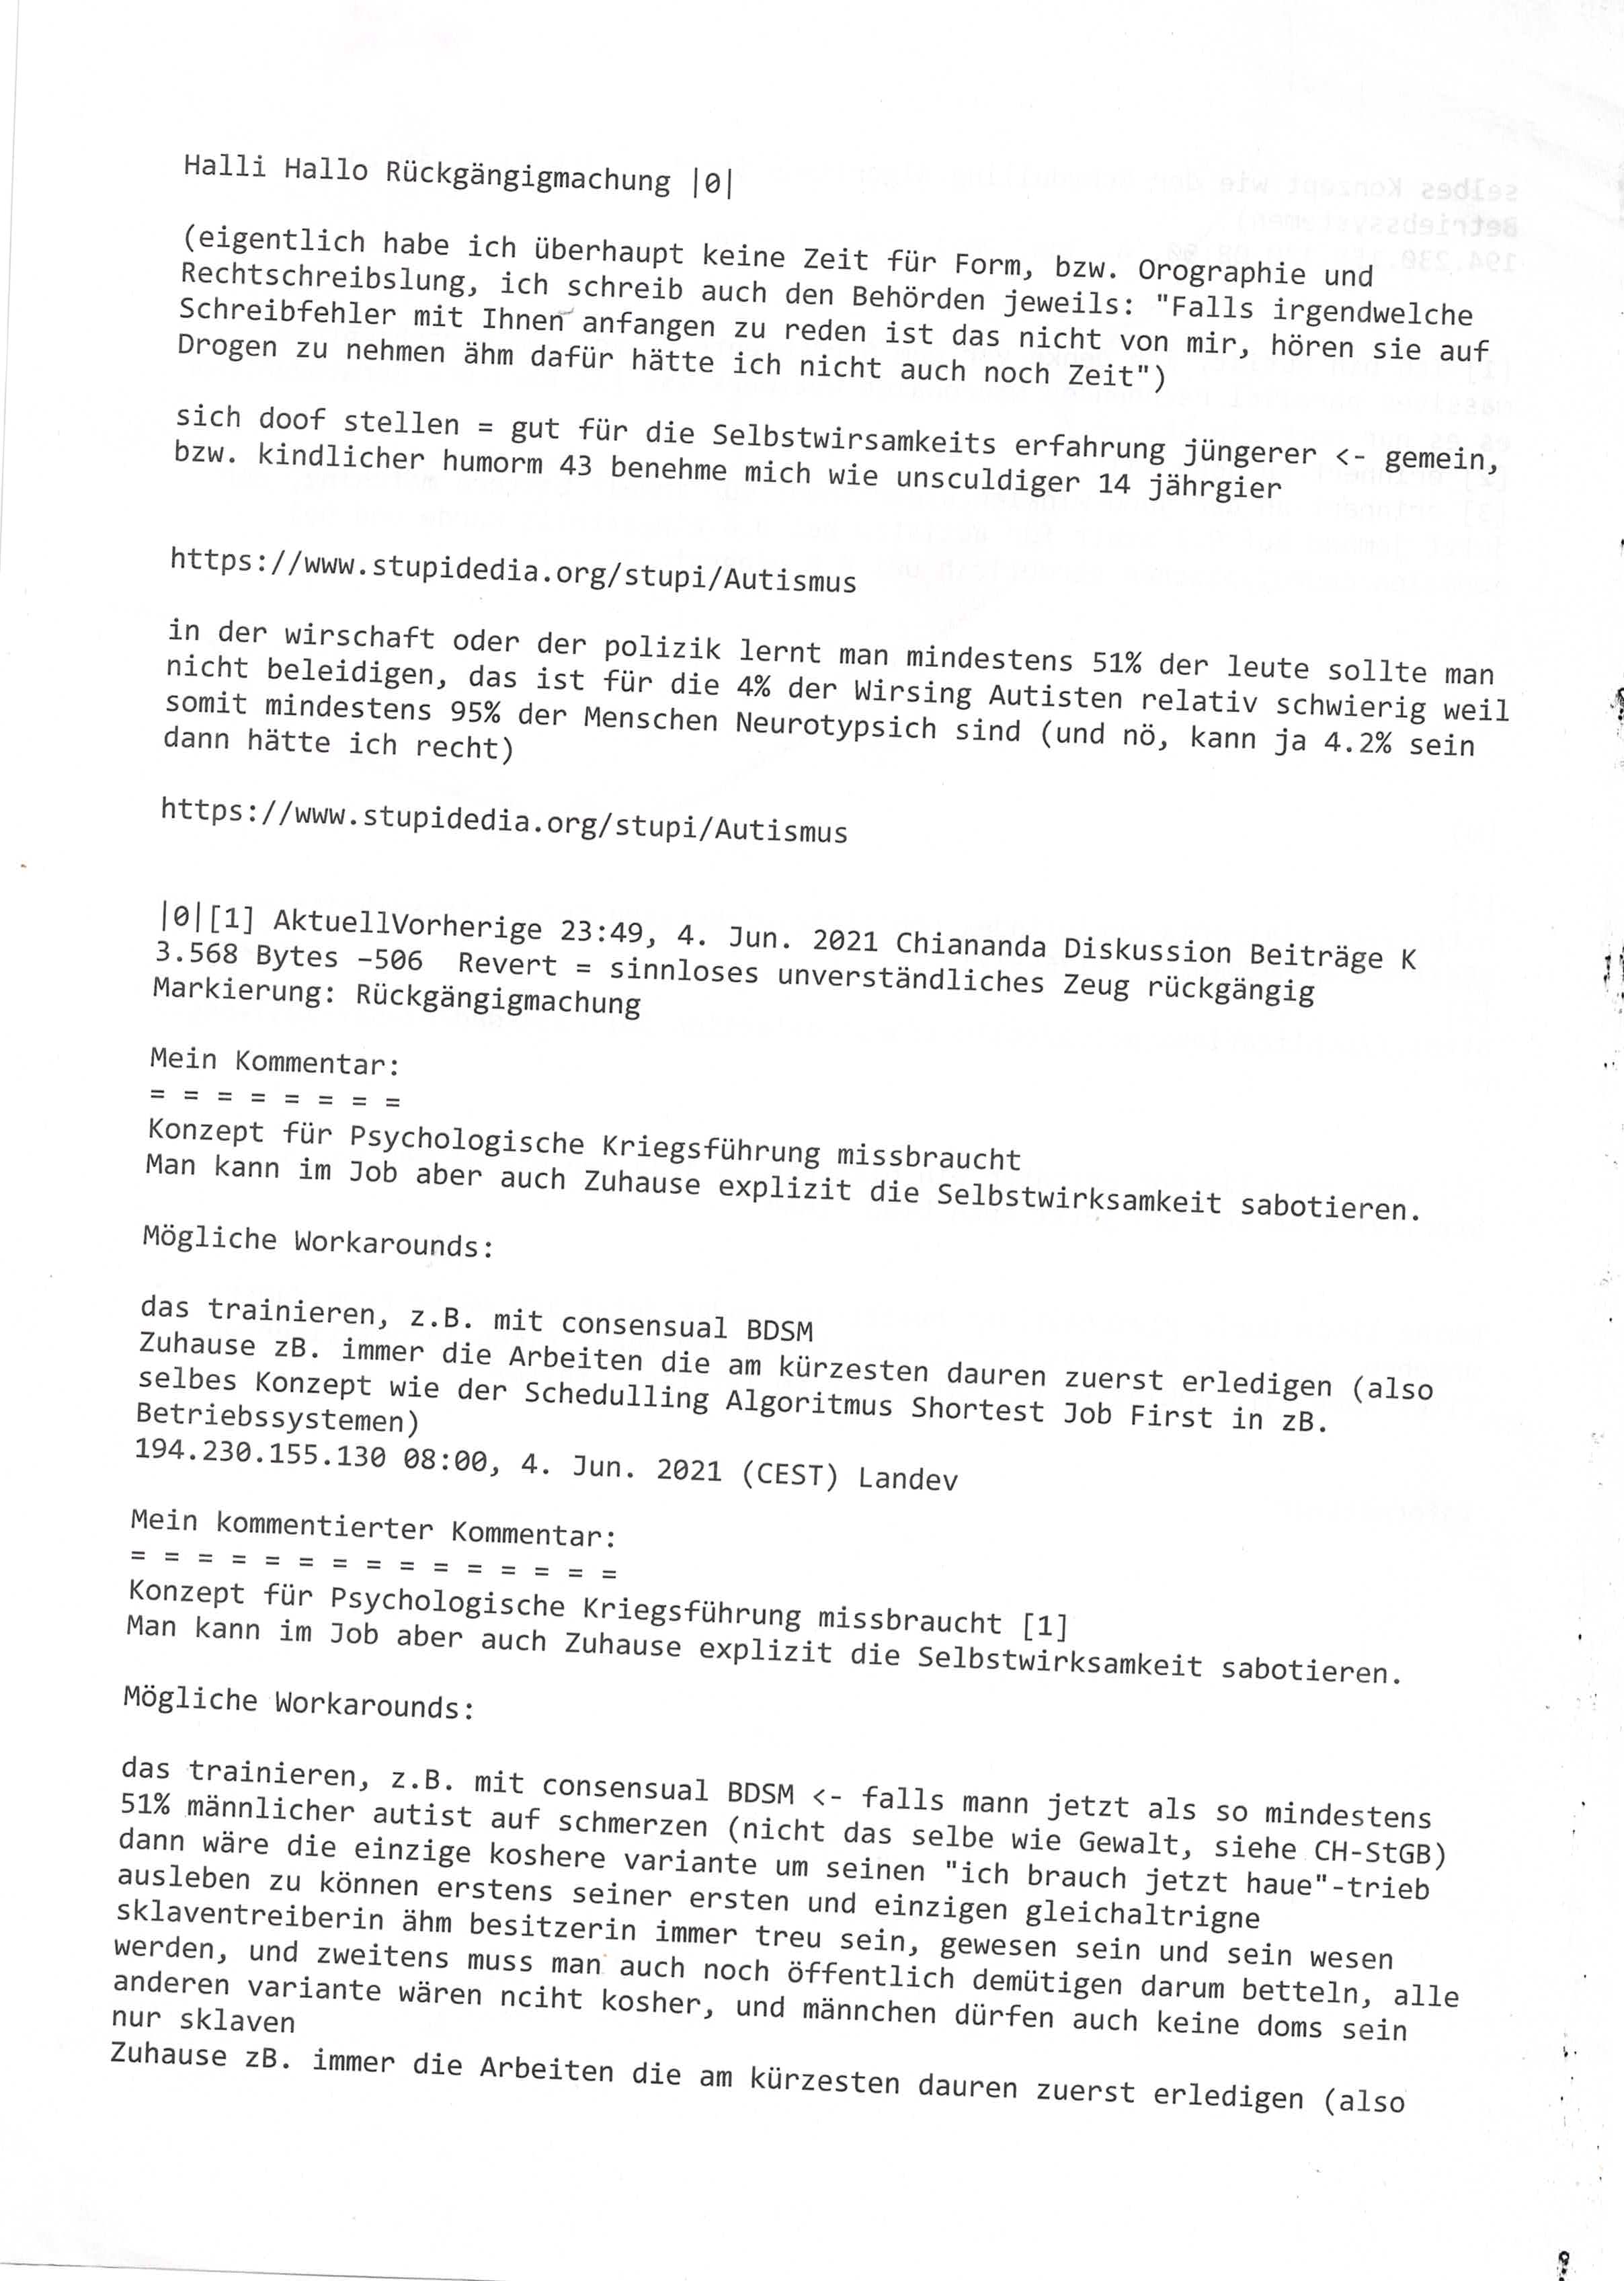 Halli Hallo Rückgängigmachung |0|
(eigentlich habe ich überhaupt keine Zeit für Form, bzw. Orographie und
Rechtschreibslung, ich schreib auch den Behörden jeweils: "Falls irgendwelche
Schreibfehler mit Ihnen anfangen zu reden ist das nicht von mir, hören sie auf
Drogen zu nehmen ähm dafür hätte ich nicht auch noch Zeit")
sich doof stellen = gut für die Selbstwirsamkeits erfahrung jüngerer <- gemein,
bzw. kindlicher humorm 43 benehme mich wie unsculdiger 14 jährgier
https://www.stupidedia.org/stupi/Autismus
in der wirschaft oder der polizik lernt man mindestens 51% der leute sollte man
nicht beleidigen, das ist für die 4% der Wirsing Autisten relativ schwierig weil
somit mindestens 95% der Menschen Neurotypsich sind (und nö, kann ja 4.2% sein
dann hätte ich recht)
https://www.stupidedia.org/stupi/Autismus
|0|[1] AktuellVorherige 23:49, 4. Jun. 2021 Chiananda Diskussion Beiträge K
3.568 Bytes −506  Revert = sinnloses unverständliches Zeug rückgängig
Markierung: Rückgängigmachung
Mein Kommentar:
= = = = = = = =
Konzept für Psychologische Kriegsführung missbraucht
Man kann im Job aber auch Zuhause explizit die Selbstwirksamkeit sabotieren.
Mögliche Workarounds:
das trainieren, z.B. mit consensual BDSM
Zuhause zB. immer die Arbeiten die am kürzesten dauren zuerst erledigen (also
selbes Konzept wie der Schedulling Algoritmus Shortest Job First in zB.
Betriebssystemen)
194.230.155.130 08:00, 4. Jun. 2021 (CEST) Landev
Mein kommentierter Kommentar:
= = = = = = = = = = = = = = =
Konzept für Psychologische Kriegsführung missbraucht [1]
Man kann im Job aber auch Zuhause explizit die Selbstwirksamkeit sabotieren.
Mögliche Workarounds:
das trainieren, z.B. mit consensual BDSM <- falls mann jetzt als so mindestens
51% männlicher autist auf schmerzen (nicht das selbe wie Gewalt, siehe CH-StGB)
dann wäre die einzige koshere variante um seinen "ich brauch jetzt haue"-trieb
ausleben zu können erstens seiner ersten und einzigen gleichaltrigne
sklaventreiberin ähm besitzerin immer treu sein, gewesen sein und sein wesen
werden, und zweitens muss man auch noch öffentlich demütigen darum betteln, alle
anderen variante wären nciht kosher, und männchen dürfen auch keine doms sein
nur sklaven
Zuhause zB. immer die Arbeiten die am kürzesten dauren zuerst erledigen (also